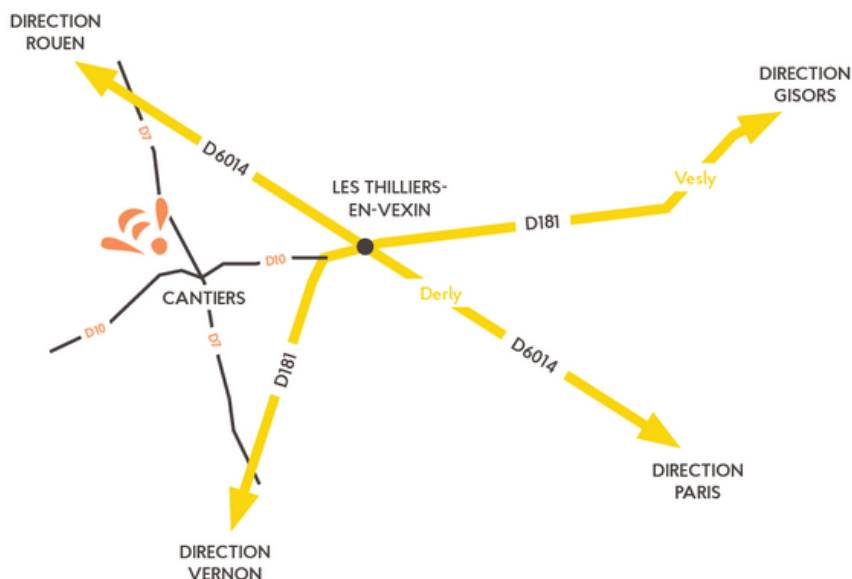 DIRECTION
ROUEN
DIRECTION
GISORS
D7
D6014
Vesly
LES THILLIERS-
EN-VEXIN
D181
D10
Derly
CANTIERS
D10
D7
D181
D6014
DIRECTION
PARIS
DIRECTION
VERNON